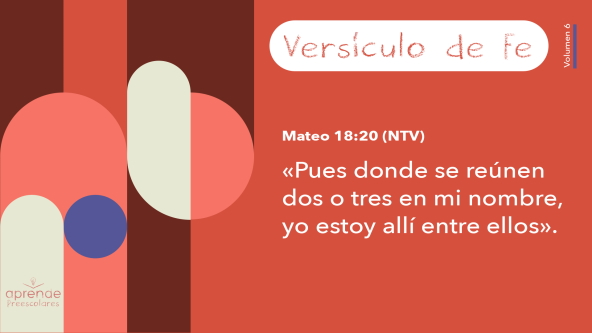 Versículo de Fe
Volumen 6
Mateo 18:20 (NTV)
«Pues donde se reúnen
dos o tres en mi nombre,
yo estoy allí entre ellos».
aprende
Preescolares